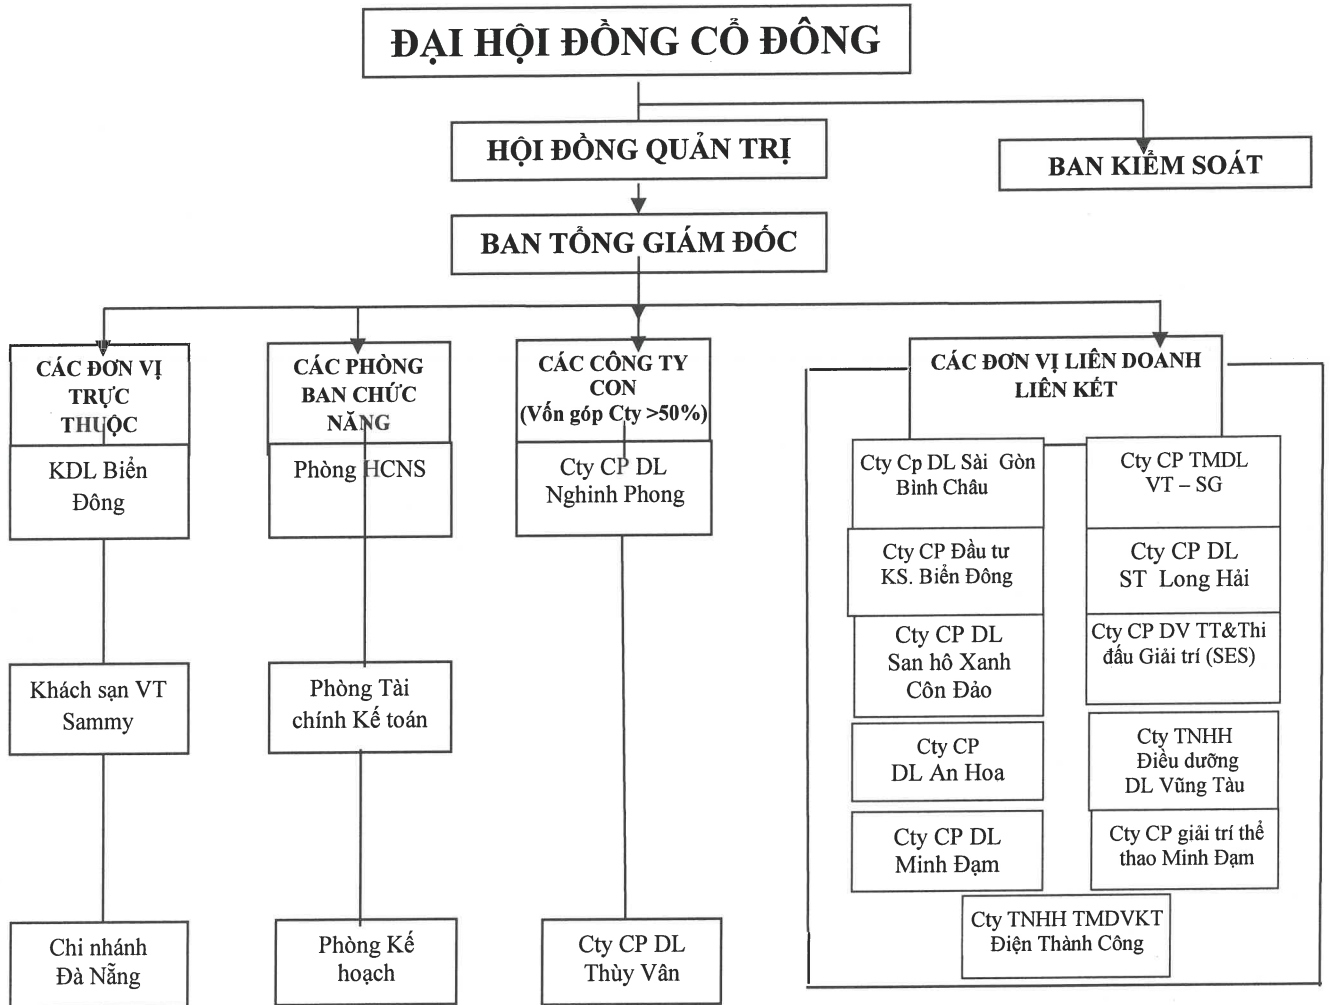 ĐẠI HỘI ĐỒNG CỔ ĐÔNG
HỘI ĐỒNG QUẢN TRỊ
BAN KIỂM SOÁT
BAN TỔNG GIÁM ĐỐC
CÁC ĐƠN VỊ
TRỰC
THUỘC
KDL Biển
Đông
Khách sạn VT
Sammy
Chi nhánh
Đà Nẵng
CÁC PHÒNG
BAN CHỨC
NĂNG
Phòng HCNS
Phòng Tài
chính Kế toán
Phòng Kế
hoạch
CÁC CÔNG TY
CON
(Vốn góp Cty >50%)
Cty CP DL
Nghinh Phong
Cty CP DL
Thùy Vân
CÁC ĐƠN VỊ LIÊN DOANH
LIÊN KẾT
Cty Cp DL Sài Gòn
Bình Châu
Cty CP TMDL
VT – SG
Cty CP Đầu tư
KS. Biển Đông
Cty CP DL
ST Long Hải
Cty CP DL
San hô Xanh
Côn Đảo
Cty CP DV TT&Thi
đấu Giải trí (SES)
Cty CP
DL An Hoa
Cty TNHH
Điều dưỡng
DL Vũng Tàu
Cty CP DL
Minh Đạm
Cty CP giải trí thể
thao Minh Đạm
Cty TNHH TMDVKT
Điện Thành Công